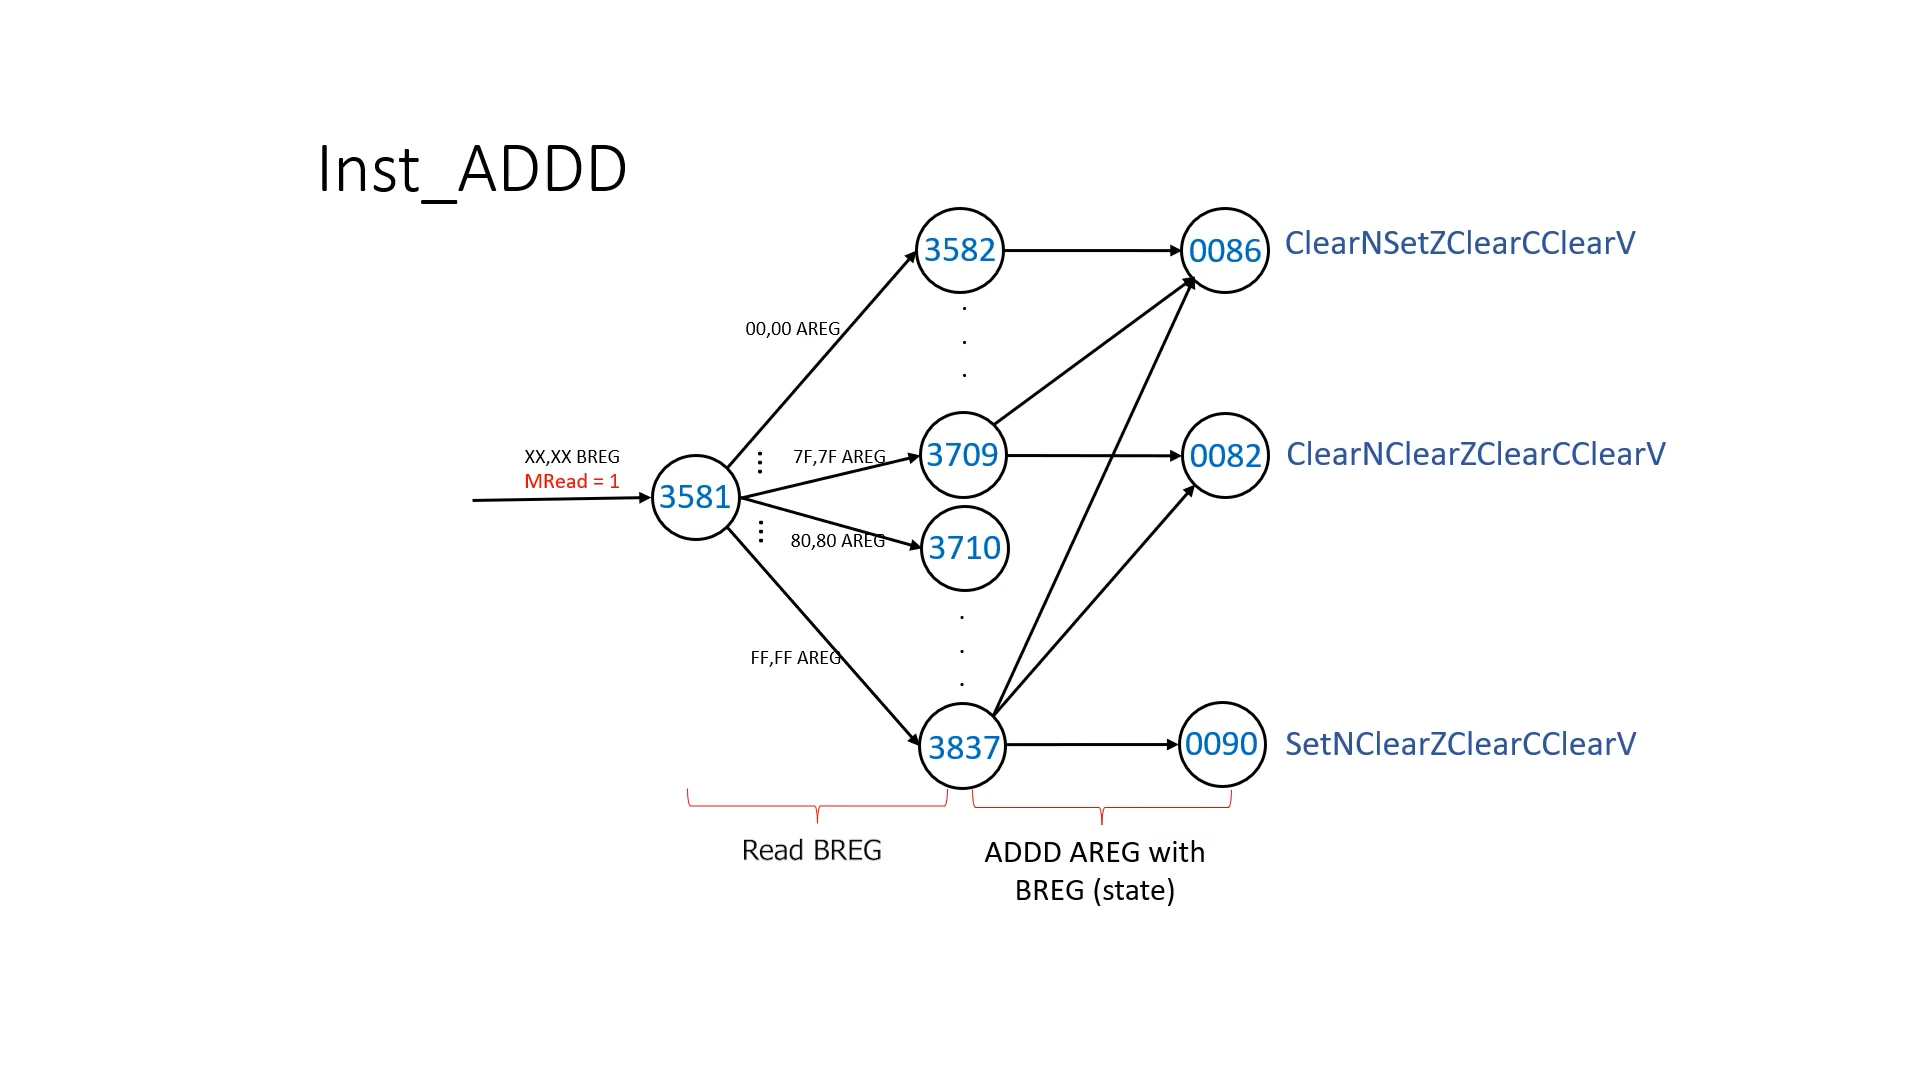 Inst_ADDD
3582
0086
ClearNSetZClearCClearV
00,00 AREG
XX,XX BREG
MRead = 1
3581
7F,7F AREG
3709
0082
ClearNClearZClearCClearV
80,80 AREG
3710
FF,FF AREG
3837
0090
SetNClearZClearCClearV
Read BREG
ADDD AREG with
BREG (state)